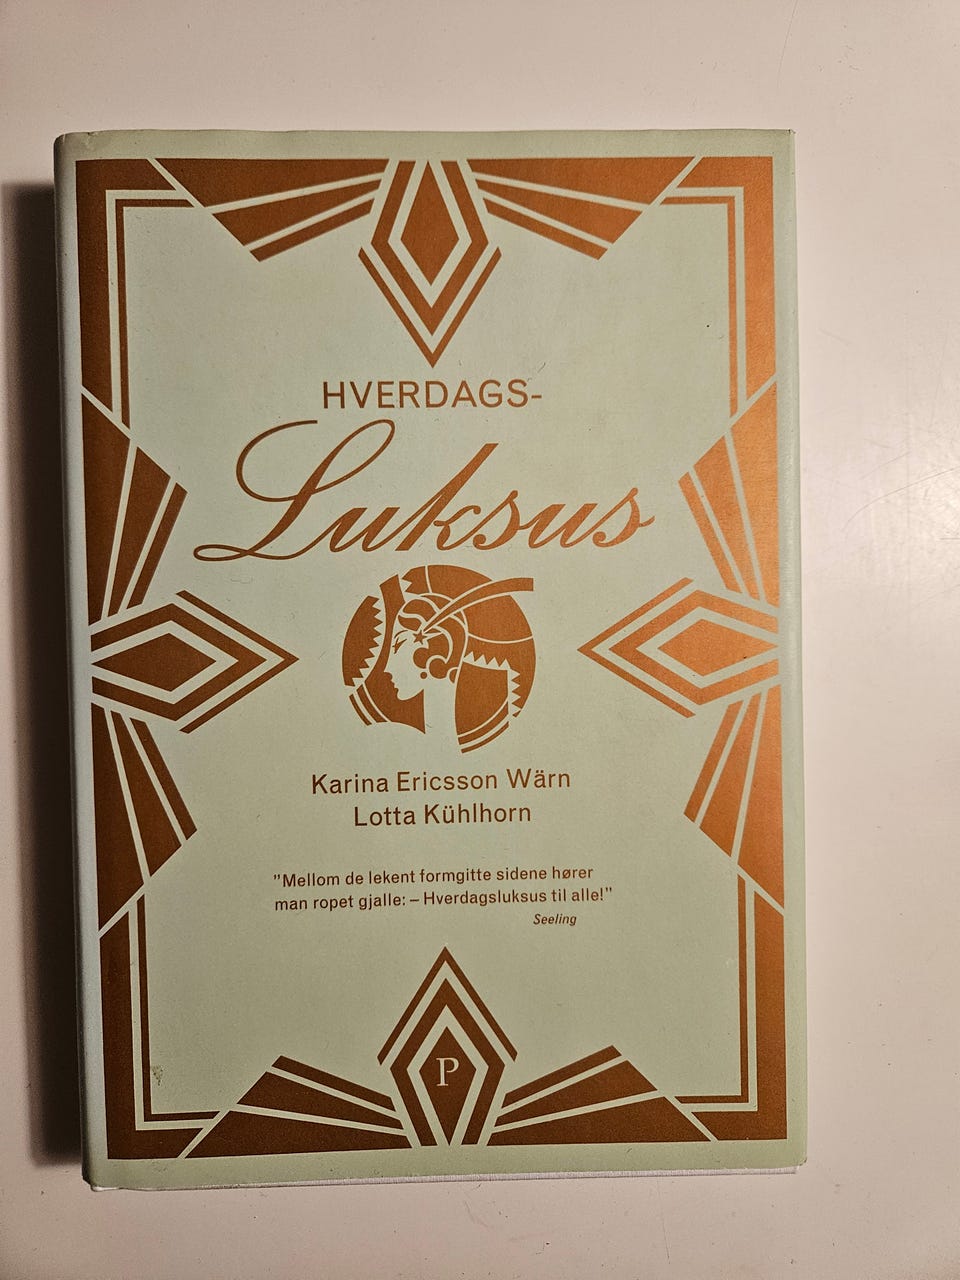 HVERDAGS-
Luksus
Karina Ericsson Wärn
Lotta Kühlhorn
"Mellom de lekent formgitte sidene hører
man ropet gjalle: – Hverdagsluksus til alle!"
Seeling
P